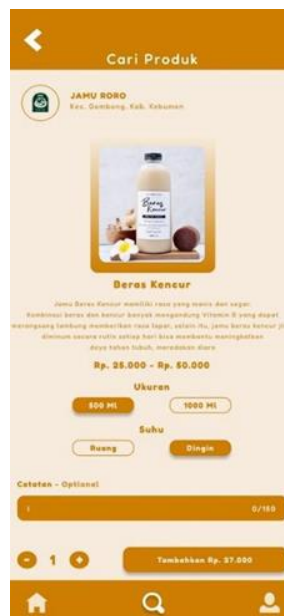 Cari Produk
JAMU RORO
Kec. Gombong, Kab. Kebumen
Beras
Kencur
Beras Kencur
Jamu Beras Kencur memiliki rasa yang manis dan segar.
Kombinasi beras dan kencur banyak mengandung Vitamin B yang dapat
merangsang lambung memberikan rasa lapar, selain itu, jamu beras kencur ji
diminum secara rutin setiap hari bisa membantu meningkatkan
daya tahan tubuh, meredakan diare
Rp. 25.000 - Rp. 50.000
Ukuran
500 Ml
1000 Ml
Suhu
Ruang
Dingin
Catatan - Optional
0/150
- 1 +
Tambahkan Rp. 27.000